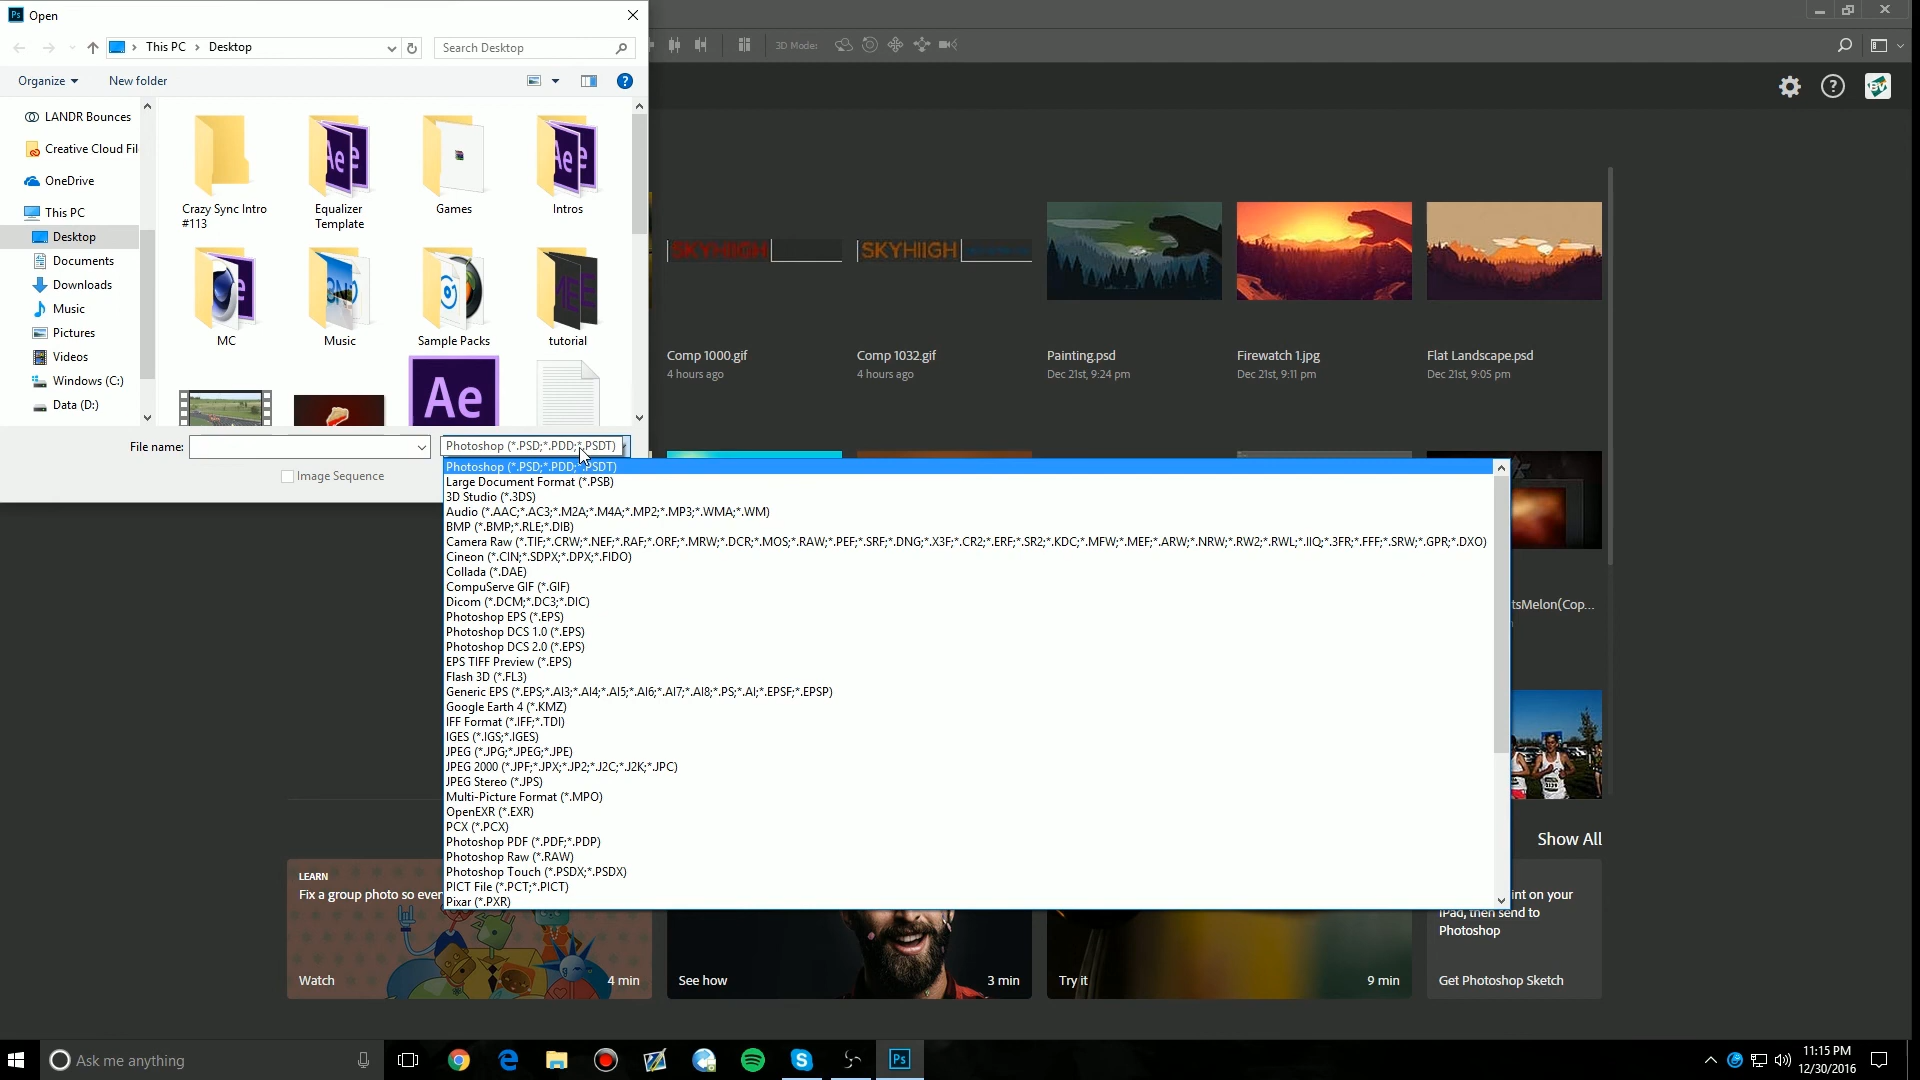 Ps Open
This PC > Desktop
Search Desktop
3D Mode:
Organize
New folder
LANDR Bounces
Creative Cloud Fil
OneDrive
This PC
Desktop
Documents
Downloads
Music
Pictures
Videos
Windows (C:)
Data (D:)
Crazy Sync Intro
#113
Equalizer
Template
Games
Intros
MC
Music
Sample Packs
tutorial
Ae
SKYHIIGH
SKYHIIGH
Comp 1000.gif
4 hours ago
Comp 1032.gif
4 hours ago
Painting.psd
Dec 21st, 9:24 pm
Firewatch 1.jpg
Dec 21st, 9:11 pm
Flat Landscape.psd
Dec 21st, 9:05 pm
File name:
Photoshop (*.PSD;*.PDD;*.PSDT)
Image Sequence
Photoshop (*.PSD;*.PDD;*.PSDT)
Large Document Format (*.PSB)
3D Studio (*.3DS)
Audio (*.AAC;*.AC3;*.M2A;*.M4A;*.MP2;*.MP3;*.WMA;*.WM)
BMP (*.BMP;*.RLE;*.DIB)
Camera Raw (*.TIF;*.CRW;*.NEF;*.RAF;*.ORF;*.MRW;*.DCR;*.MOS;*.RAW;*.PEF;*.SRF;*.DNG;*.X3F;*.CR2;*.ERF;*.SR2;*.KDC;*.MFW;*.MEF;*.ARW;*.NRW;*.RW2;*.RWL;*.IIQ;*.3FR;*.FFF;*.SRW;*.GPR;*.DXO)
Cineon (*.CIN;*.SDPX;*.DPX;*.FIDO)
Collada (*.DAE)
CompuServe GIF (*.GIF)
Dicom (*.DCM;*.DC3;*.DIC)
Photoshop EPS (*.EPS)
Photoshop DCS 1.0 (*.EPS)
Photoshop DCS 2.0 (*.EPS)
EPS TIFF Preview (*.EPS)
Flash 3D (*.FL3)
Generic EPS (*.EPS;*.AI3;*.AI4;*.AI5;*.AI6;*.AI7;*.AI8;*.PS;*.AI;*.EPSF;*.EPSP)
Google Earth 4 (*.KMZ)
IFF Format (*.IFF;*.TDI)
IGES (*.IGS;*.IGES)
JPEG (*.JPG;*.JPEG;*.JPE)
JPEG 2000 (*.JPF;*.JPX;*.JP2;*.J2C;*.J2K;*.JPC)
JPEG Stereo (*.JPS)
Multi-Picture Format (*.MPO)
OpenEXR (*.EXR)
PCX (*.PCX)
Photoshop PDF (*.PDF;*.PDP)
Photoshop Raw (*.RAW)
Photoshop Touch (*.PSDX;*.PSDX)
PICT File (*.PCT;*.PICT)
Pixar (*.PXR)
tsMelon(Cop...
Show All
LEARN
Fix a group photo so ever
Watch
4 min
See how
3 min
Try it
9 min
int on your
iPad, then send to
Photoshop
Get Photoshop Sketch
Ask me anything
Ps
11:15 PM
12/30/2016